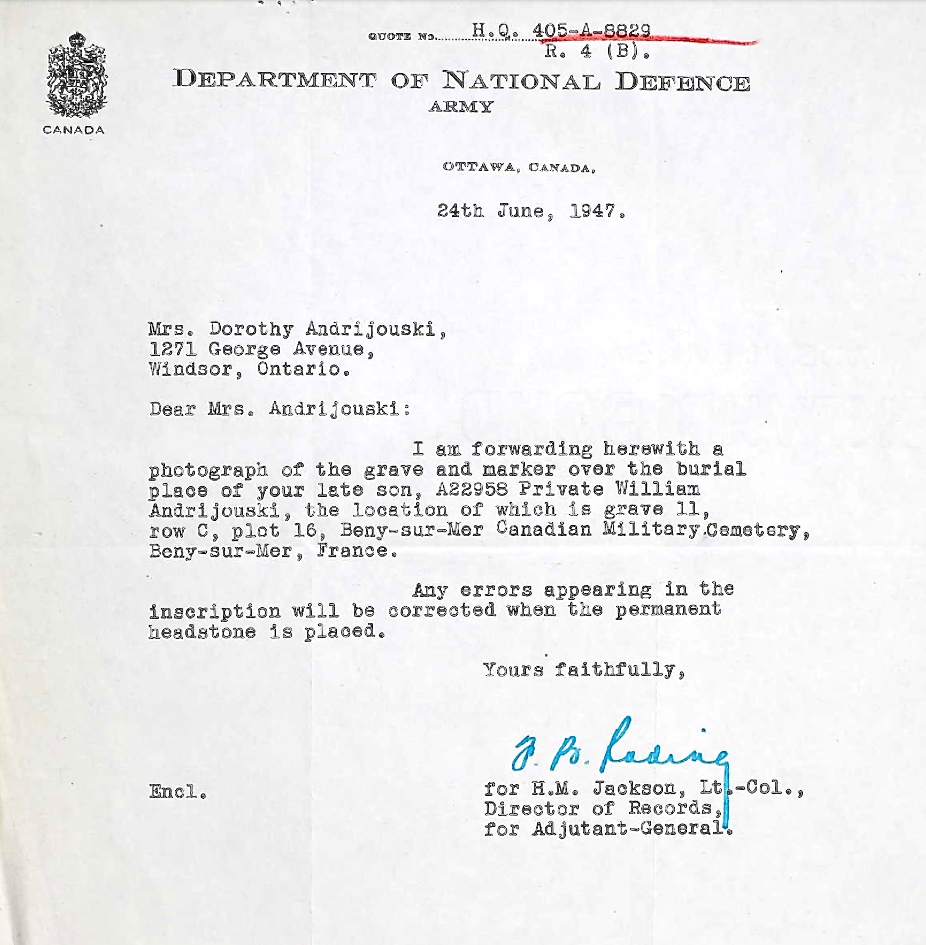 QUOTE No. H.Q. 405-A-8829
R. 4 (B).
DEPARTMENT OF NATIONAL DEFENCE
ARMY
CANADA
OTTAWA, CANADA,
24th June, 1947.
Mrs. Dorothy Andrijouski,
1271 George Avenue,
Windsor, Ontario.
Dear Mrs. Andrijouski:
I am forwarding herewith a
photograph of the grave and marker over the burial
place of your late son, A22958 Private William
Andrijouski, the location of which is grave 11,
row C, plot 16, Beny-sur-Mer Canadian Military Cemetery,
Beny-sur-Mer, France.
Any errors appearing in the
inscription will be corrected when the permanent
headstone is placed.
Yours faithfully,
Encl.
for H.M. Jackson, Lt.-Col.,
Director of Records,
for Adjutant-General.